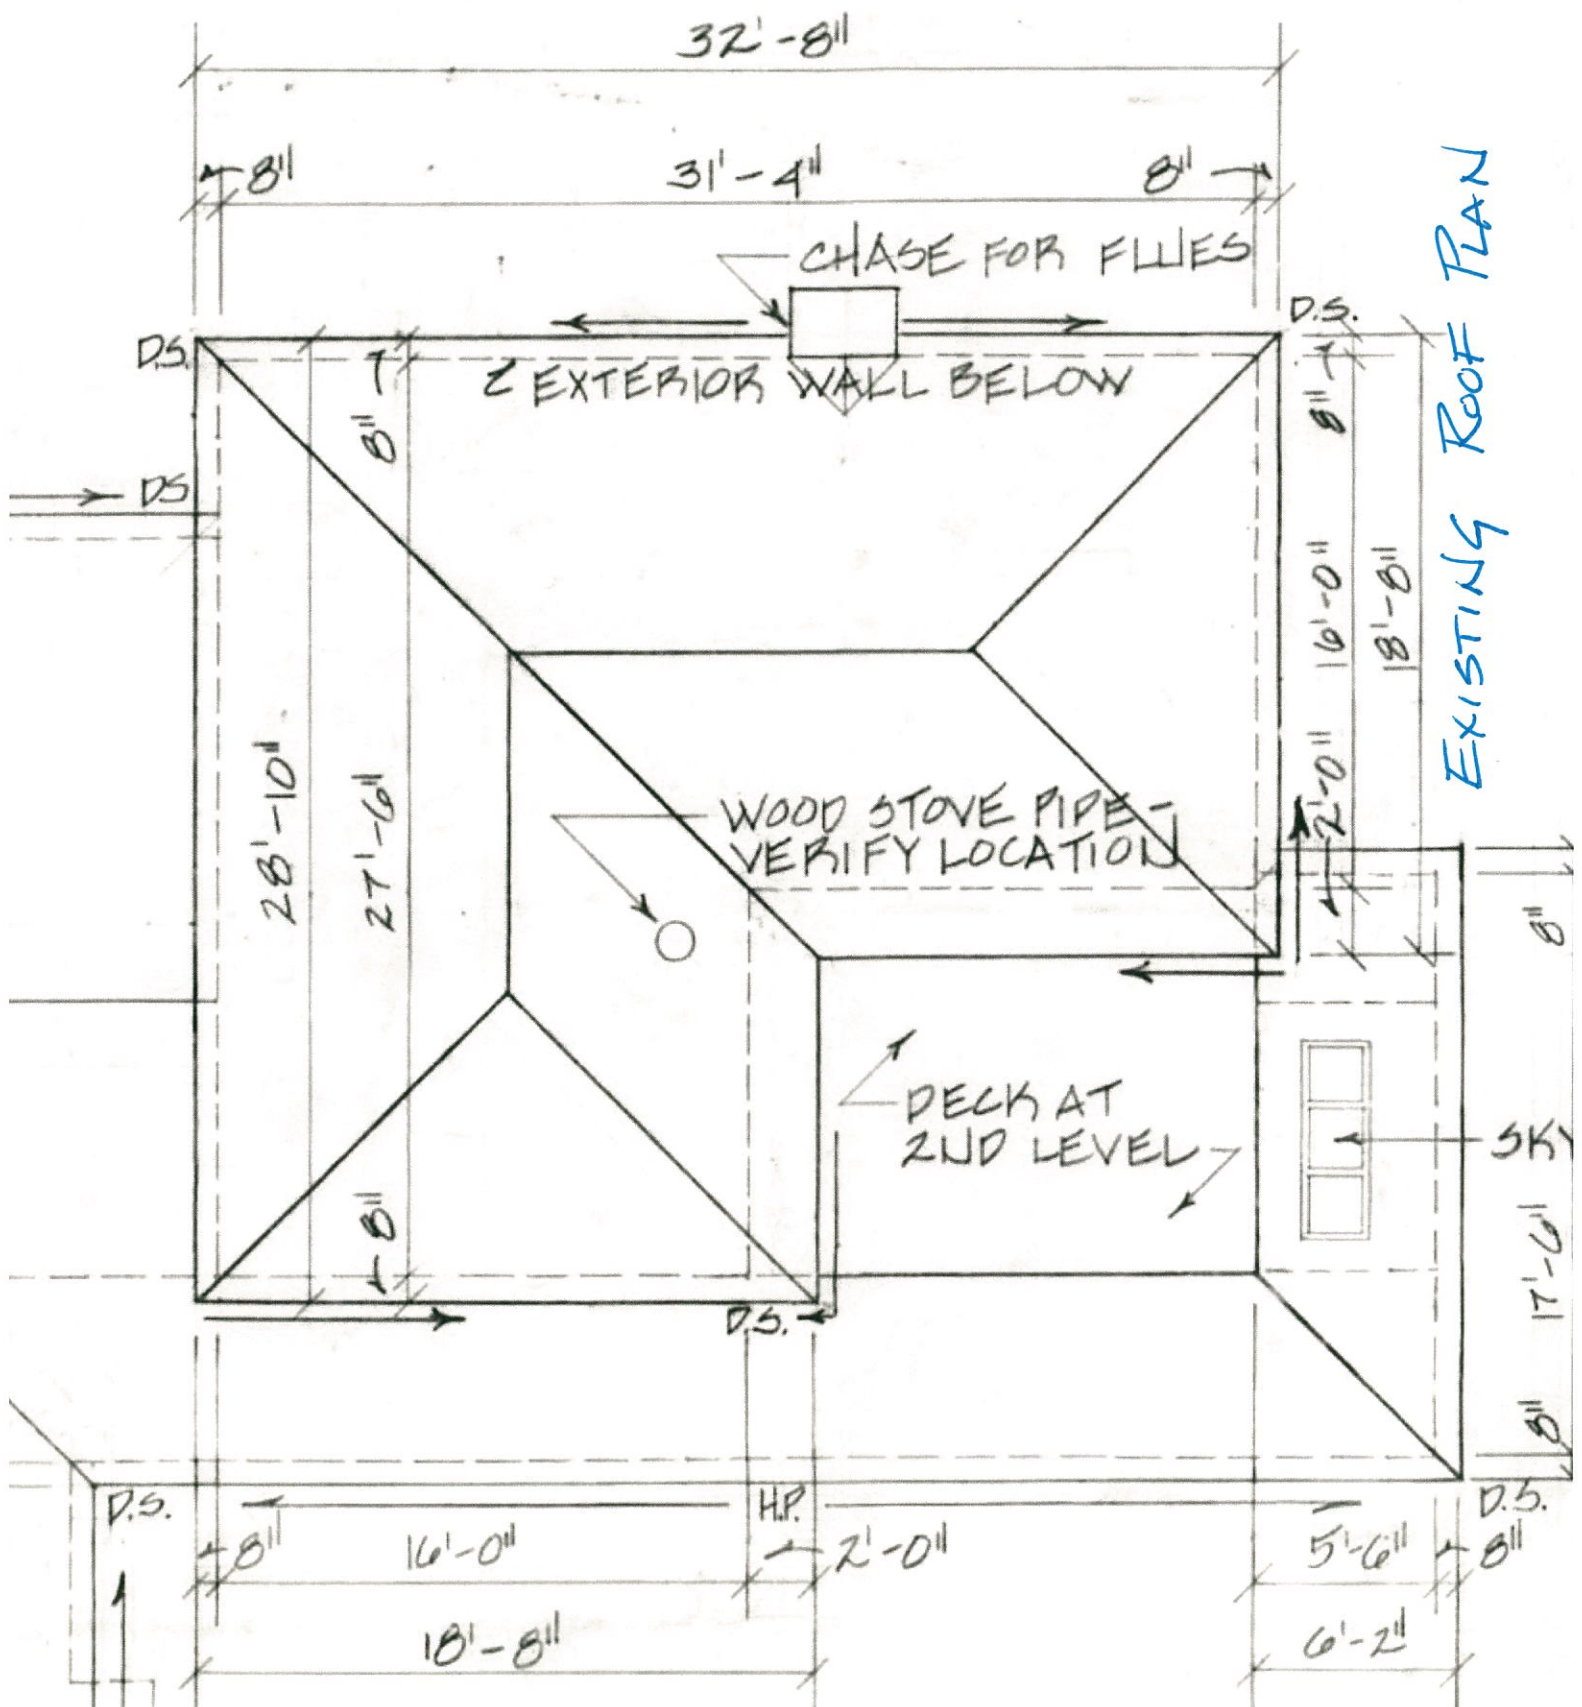 32'-8"
8"
31'-4"
8"
CHASE FOR FLUES
D.S.
D.S.
EXTERIOR WALL BELOW
8"
8"
DS
EXISTING ROOF PLAN
16'-0"
18'-8"
2'-0"
28'-10"
27'-6"
WOOD STOVE PIPE -
VERIFY LOCATION
8"
DECK AT
2ND LEVEL
SK
17'-6"
8"
8"
D.S.
D.S.
H.P.
D.S.
8"
16'-0"
2'-0"
5'-6"
8"
18'-8"
6'-2"